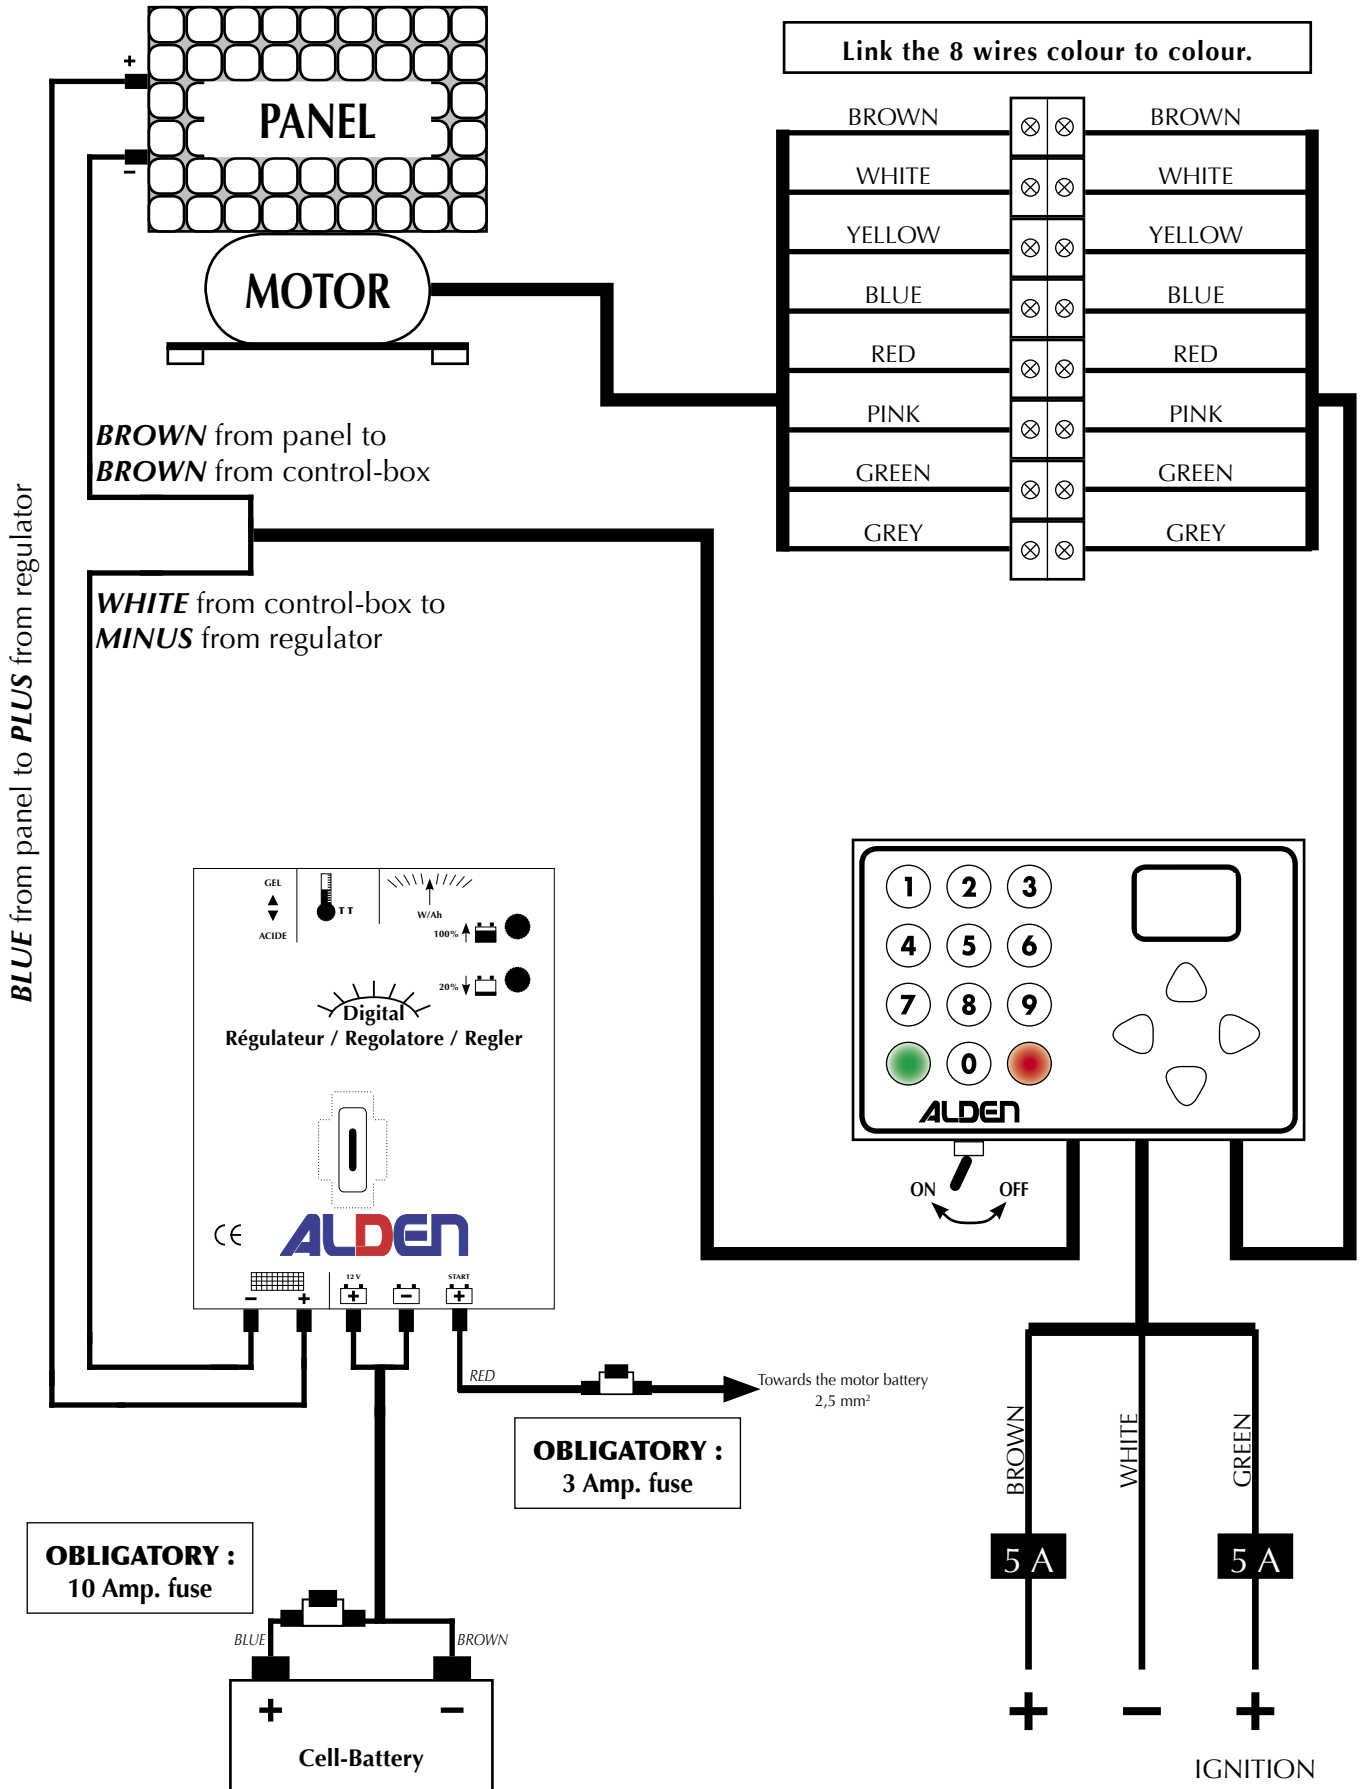 Link the 8 wires colour to colour.
+
PANEL
−
MOTOR
BROWN BROWN
WHITE WHITE
YELLOW YELLOW
BLUE BLUE
RED RED
PINK PINK
GREEN GREEN
GREY GREY
BROWN from panel to
BROWN from control-box
WHITE from control-box to
MINUS from regulator
BLUE from panel to PLUS from regulator
GEL
ACIDE
T T
W/Ah
100%
20%
Digital
Régulateur / Regolatore / Regler
CE
ALDEN
12 V START
− + + − +
1 2 3
4 5 6
7 8 9
0
ALDEN
ON OFF
RED
Towards the motor battery
2,5 mm²
OBLIGATORY :
3 Amp. fuse
OBLIGATORY :
10 Amp. fuse
BLUE BROWN
+ −
Cell-Battery
BROWN WHITE GREEN
5 A 5 A
+ − +
IGNITION